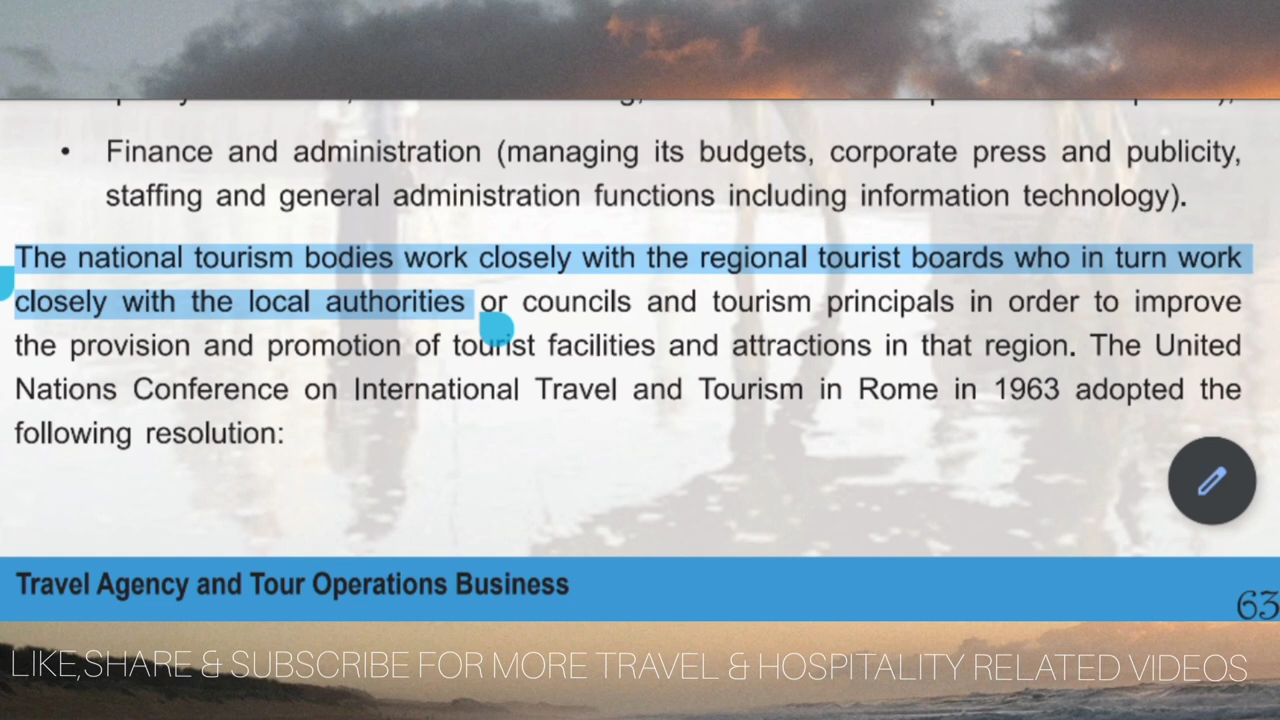 • Finance and administration (managing its budgets, corporate press and publicity,
staffing and general administration functions including information technology).
The national tourism bodies work closely with the regional tourist boards who in turn work
closely with the local authorities or councils and tourism principals in order to improve
the provision and promotion of tourist facilities and attractions in that region. The United
Nations Conference on International Travel and Tourism in Rome in 1963 adopted the
following resolution:
Travel Agency and Tour Operations Business
63
LIKE,SHARE & SUBSCRIBE FOR MORE TRAVEL & HOSPITALITY RELATED VIDEOS